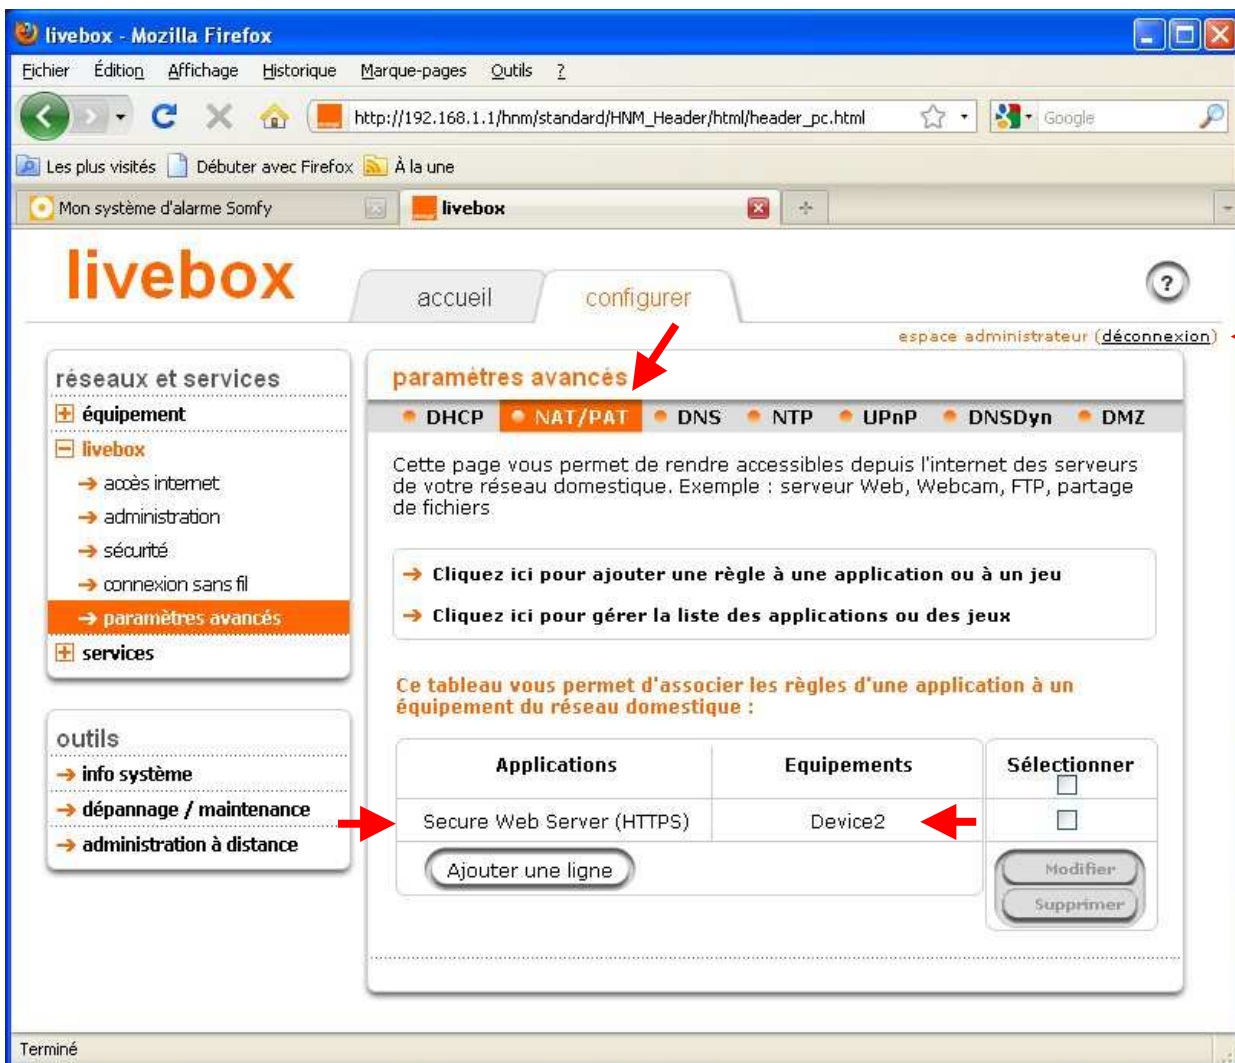 livebox - Mozilla Firefox
Fichier Édition Affichage Historique Marque-pages Outils ?
http://192.168.1.1/hnm/standard/HNM_Header/html/header_pc.html Google
Les plus visités Débuter avec Firefox À la une
Mon système d'alarme Somfy livebox
livebox
accueil configurer ?
espace administrateur (déconnexion)
réseaux et services
équipement
livebox
accès internet
administration
sécurité
connexion sans fil
paramètres avancés
services
outils
info système
dépannage / maintenance
administration à distance
paramètres avancés
DHCP NAT/PAT DNS NTP UPnP DNSDyn DMZ
Cette page vous permet de rendre accessibles depuis l'internet des serveurs
de votre réseau domestique. Exemple : serveur Web, Webcam, FTP, partage
de fichiers
Cliquez ici pour ajouter une règle à une application ou à un jeu
Cliquez ici pour gérer la liste des applications ou des jeux
Ce tableau vous permet d'associer les règles d'une application à un
équipement du réseau domestique :
Applications Equipements Sélectionner
Secure Web Server (HTTPS) Device2
Ajouter une ligne
Modifier
Supprimer
Terminé